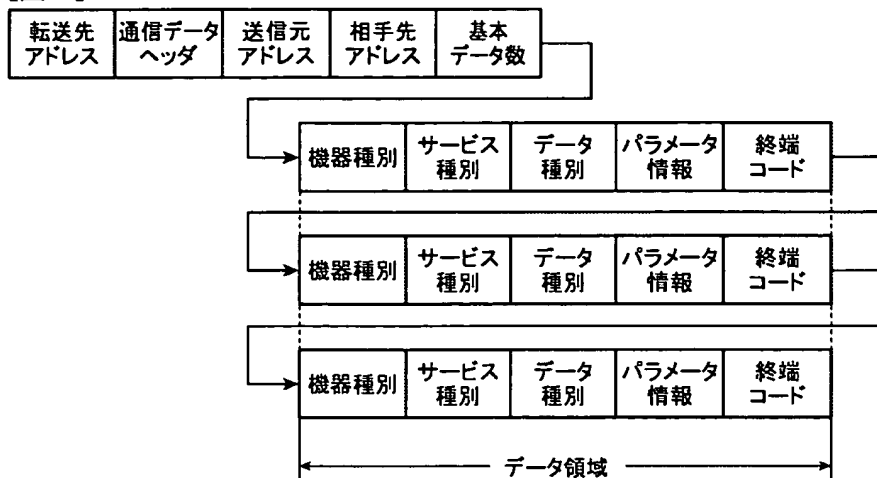 転送先 通信データ 送信元 相手先 基本
アドレス ヘッダ アドレス アドレス データ数
機器種別 サービス種別 データ種別 パラメータ情報 終端コード
機器種別 サービス種別 データ種別 パラメータ情報 終端コード
機器種別 サービス種別 データ種別 パラメータ情報 終端コード
データ領域